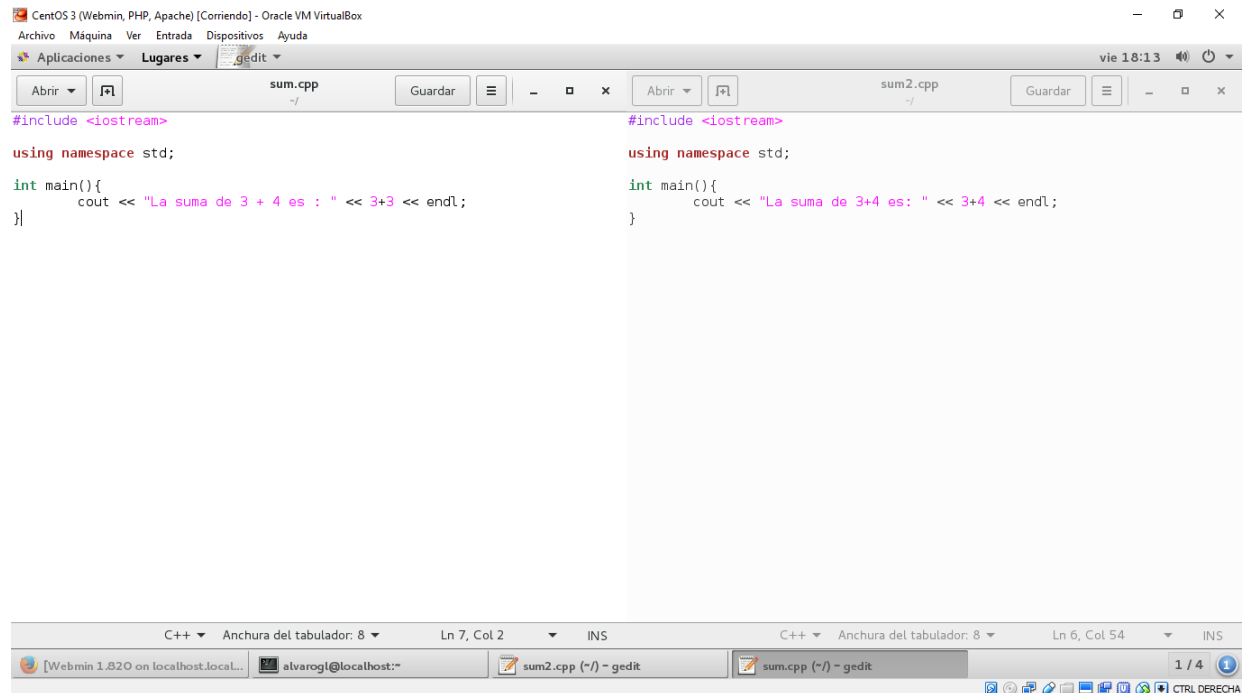 CentOS 3 (Webmin, PHP, Apache) [Corriendo] - Oracle VM VirtualBox
Archivo Máquina Ver Entrada Dispositivos Ayuda
Aplicaciones Lugares gedit vie 18:13
Abrir sum.cpp Guardar
~/
#include <iostream>
using namespace std;
int main(){
cout << "La suma de 3 + 4 es : " << 3+3 << endl;
}
C++ Anchura del tabulador: 8 Ln 7, Col 2 INS
Abrir sum2.cpp Guardar
~/
#include <iostream>
using namespace std;
int main(){
cout << "La suma de 3+4 es: " << 3+4 << endl;
}
C++ Anchura del tabulador: 8 Ln 6, Col 54 INS
[Webmin 1.820 on localhost.local... alvarogl@localhost:~ sum2.cpp (~/) - gedit sum.cpp (~/) - gedit 1 / 4 1
CTRL DERECHA